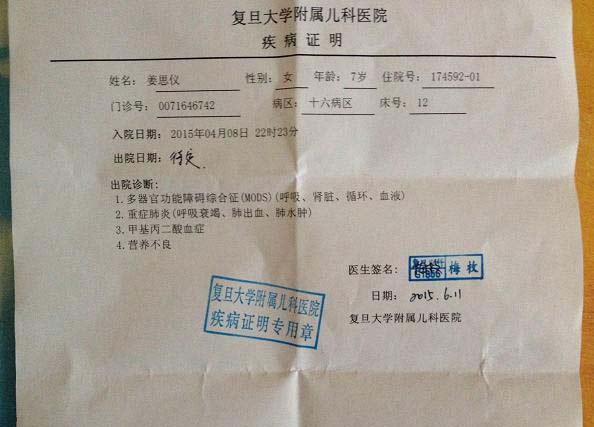 复旦大学附属儿科医院
疾病证明
姓名: 姜思仪 性别: 女 年龄: 7岁 住院号: 174592-01
门诊号: 0071646742 病区: 十六病区 床号: 12
入院日期: 2015年04月08日 22时23分
出院日期: 待定.
出院诊断:
1.多器官功能障碍综合征(MODS)(呼吸、肾脏、循环、血液)
2.重症肺炎(呼吸衰竭、肺出血、肺水肿)
3.甲基丙二酸血症
4.营养不良
医生签名: 梅枚
日期: 2015.6.11
复旦大学附属儿科医院
复旦大学附属儿科医院
疾病证明专用章